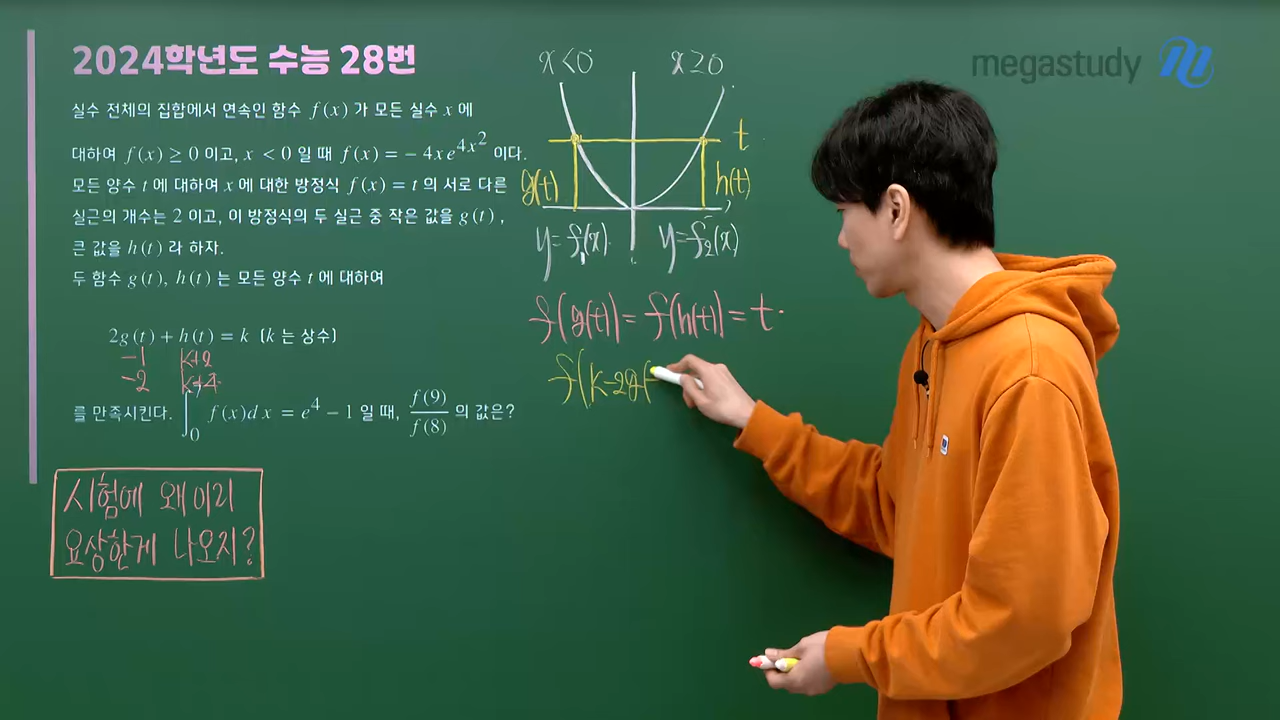 2024학년도 수능 28번
실수 전체의 집합에서 연속인 함수 f(x) 가 모든 실수 x 에
대하여 f(x) ≥ 0 이고, x < 0 일 때 f(x) = − 4xe^{4x^2} 이다.
모든 양수 t 에 대하여 x 에 대한 방정식 f(x) = t 의 서로 다른
실근의 개수는 2 이고, 이 방정식의 두 실근 중 작은 값을 g(t) ,
큰 값을 h(t) 라 하자.
두 함수 g(t), h(t) 는 모든 양수 t 에 대하여
2g(t) + h(t) = k (k 는 상수)
-1 k+2
-2 k+4
를 만족시킨다. ∫_0 f(x)dx = e^4 − 1 일 때, f(9)/f(8) 의 값은?
시험에 왜 이리
요상한게 나오지?
x<0 x≥0
t
g(t) h(t)
y=f₁(x) y=f₂(x)
f(g(t))=f(h(t))=t
f(k-2g(
megastudy